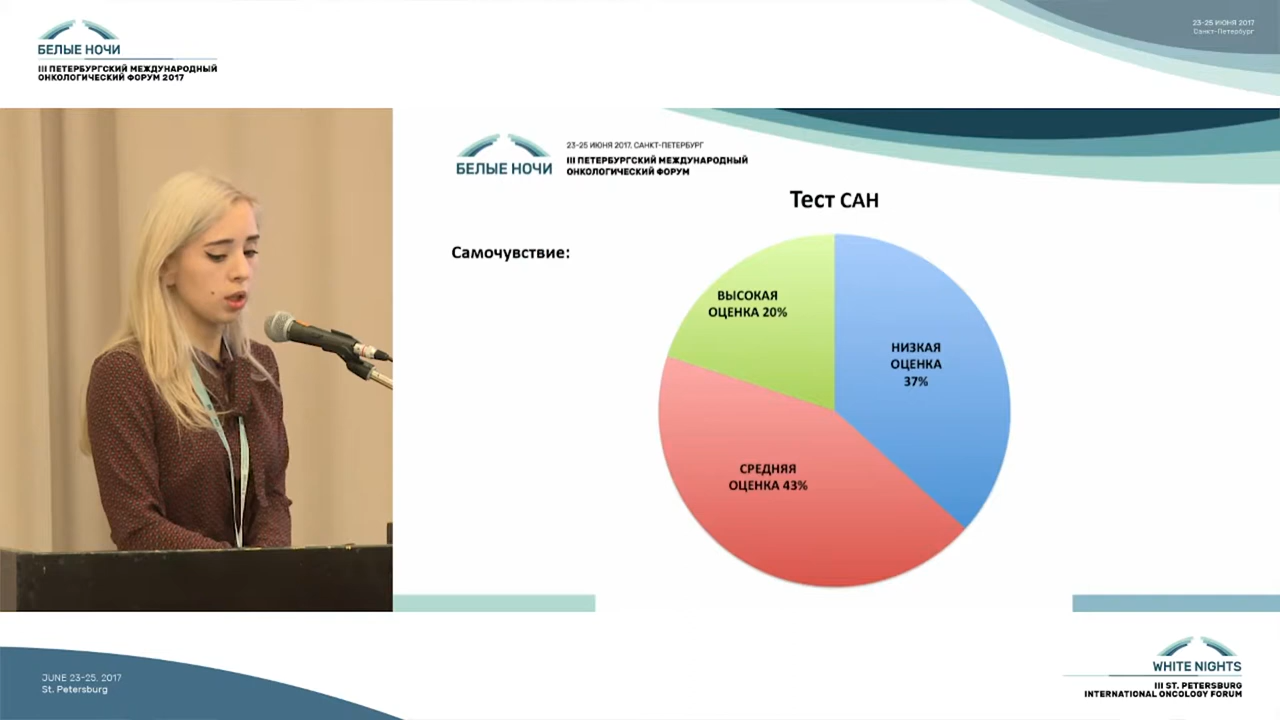 БЕЛЫЕ НОЧИ
III ПЕТЕРБУРГСКИЙ МЕЖДУНАРОДНЫЙ
ОНКОЛОГИЧЕСКИЙ ФОРУМ 2017
23-25 ИЮНЯ 2017
Санкт-Петербург
БЕЛЫЕ НОЧИ
23-25 ИЮНЯ 2017, САНКТ-ПЕТЕРБУРГ
III ПЕТЕРБУРГСКИЙ МЕЖДУНАРОДНЫЙ
ОНКОЛОГИЧЕСКИЙ ФОРУМ
Тест САН
Самочувствие:
ВЫСОКАЯ
ОЦЕНКА 20%
НИЗКАЯ
ОЦЕНКА
37%
СРЕДНЯЯ
ОЦЕНКА 43%
JUNE 23-25, 2017
St. Petersburg
WHITE NIGHTS
III ST. PETERSBURG
INTERNATIONAL ONCOLOGY FORUM